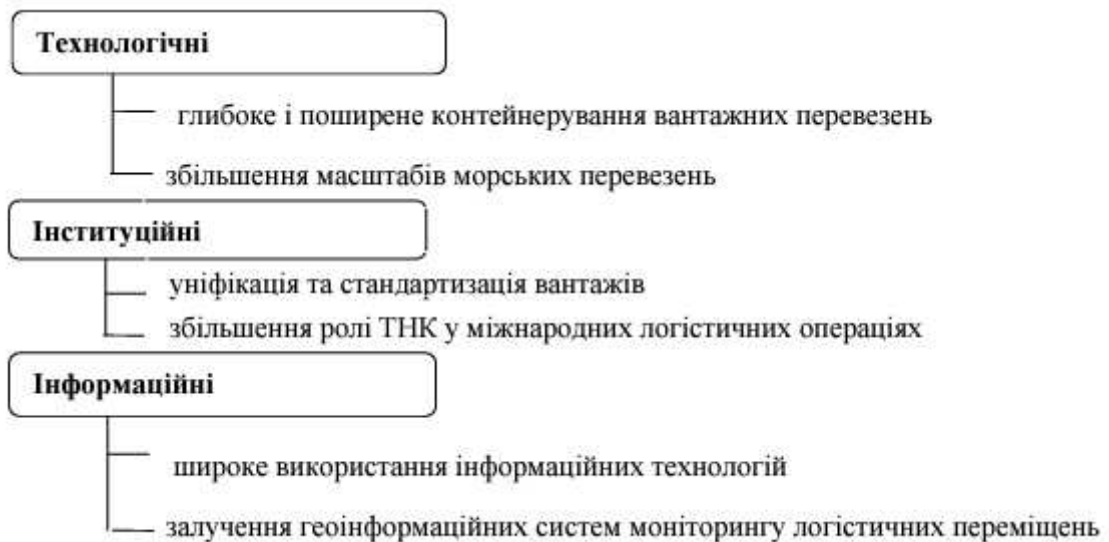 Технологічні
глибоке і поширене контейнерування вантажних перевезень
збільшення масштабів морських перевезень
Інституційні
уніфікація та стандартизація вантажів
збільшення ролі ТНК у міжнародних логістичних операціях
Інформаційні
широке використання інформаційних технологій
залучення геоінформаційних систем моніторингу логістичних переміщень